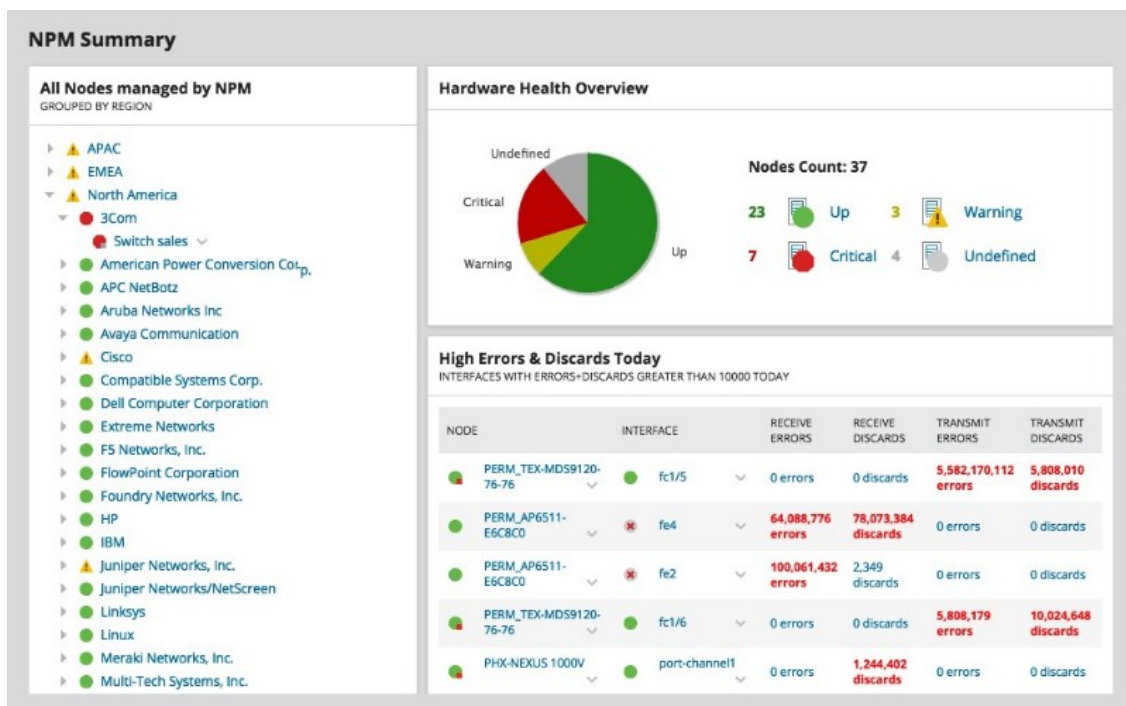 NPM Summary
All Nodes managed by NPM
GROUPED BY REGION
APAC
EMEA
North America
3Com
Switch sales
American Power Conversion Corp.
APC NetBotz
Aruba Networks Inc
Avaya Communication
Cisco
Compatible Systems Corp.
Dell Computer Corporation
Extreme Networks
F5 Networks, Inc.
FlowPoint Corporation
Foundry Networks, Inc.
HP
IBM
Juniper Networks, Inc.
Juniper Networks/NetScreen
Linksys
Linux
Meraki Networks, Inc.
Multi-Tech Systems, Inc.
Hardware Health Overview
Undefined
Critical
Warning
Up
Nodes Count: 37
23 Up 3 Warning
7 Critical 4 Undefined
High Errors & Discards Today
INTERFACES WITH ERRORS+DISCARDS GREATER THAN 10000 TODAY
NODE INTERFACE RECEIVE ERRORS RECEIVE DISCARDS TRANSMIT ERRORS TRANSMIT DISCARDS
PERM_TEX-MDS9120-76-76 fc1/5 0 errors 0 discards 5,582,170,112 errors 5,808,010 discards
PERM_AP6511-E6C8C0 fe4 64,088,776 errors 78,073,384 discards 0 errors 0 discards
PERM_AP6511-E6C8C0 fe2 100,061,432 errors 2,349 discards 0 errors 0 discards
PERM_TEX-MDS9120-76-76 fc1/6 0 errors 0 discards 5,808,179 errors 10,024,648 discards
PHX-NEXUS 1000V port-channel1 0 errors 1,244,402 discards 0 errors 0 discards